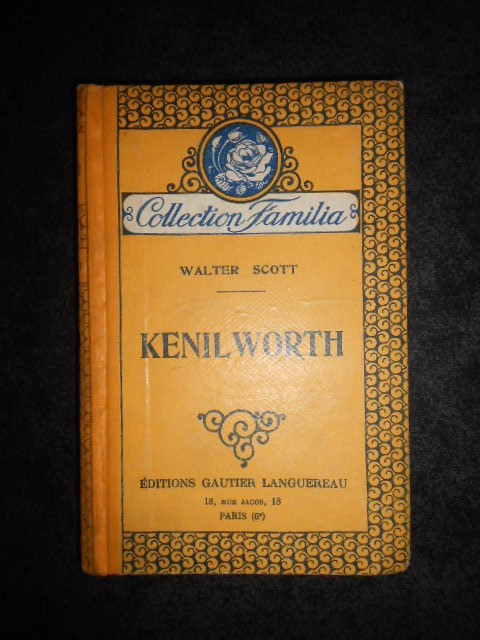 Collection Familia
WALTER SCOTT
KENILWORTH
ÉDITIONS GAUTIER LANGUEREAU
18, RUE JACOB, 18
PARIS (6e)